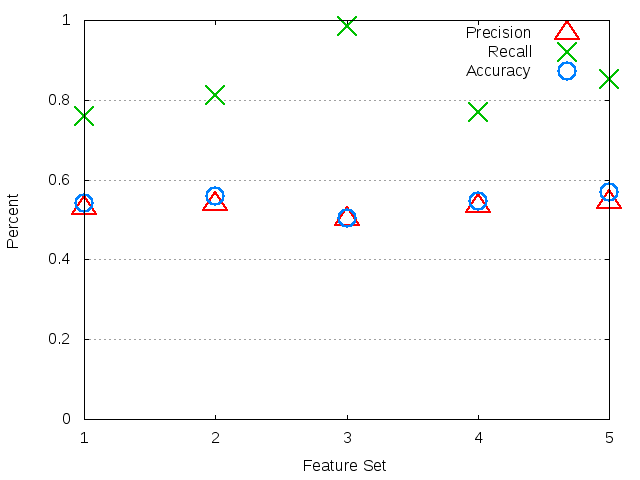 1
Precision
Recall
Accuracy
0.8
0.6
Percent
0.4
0.2
0
1 2 3 4 5
Feature Set